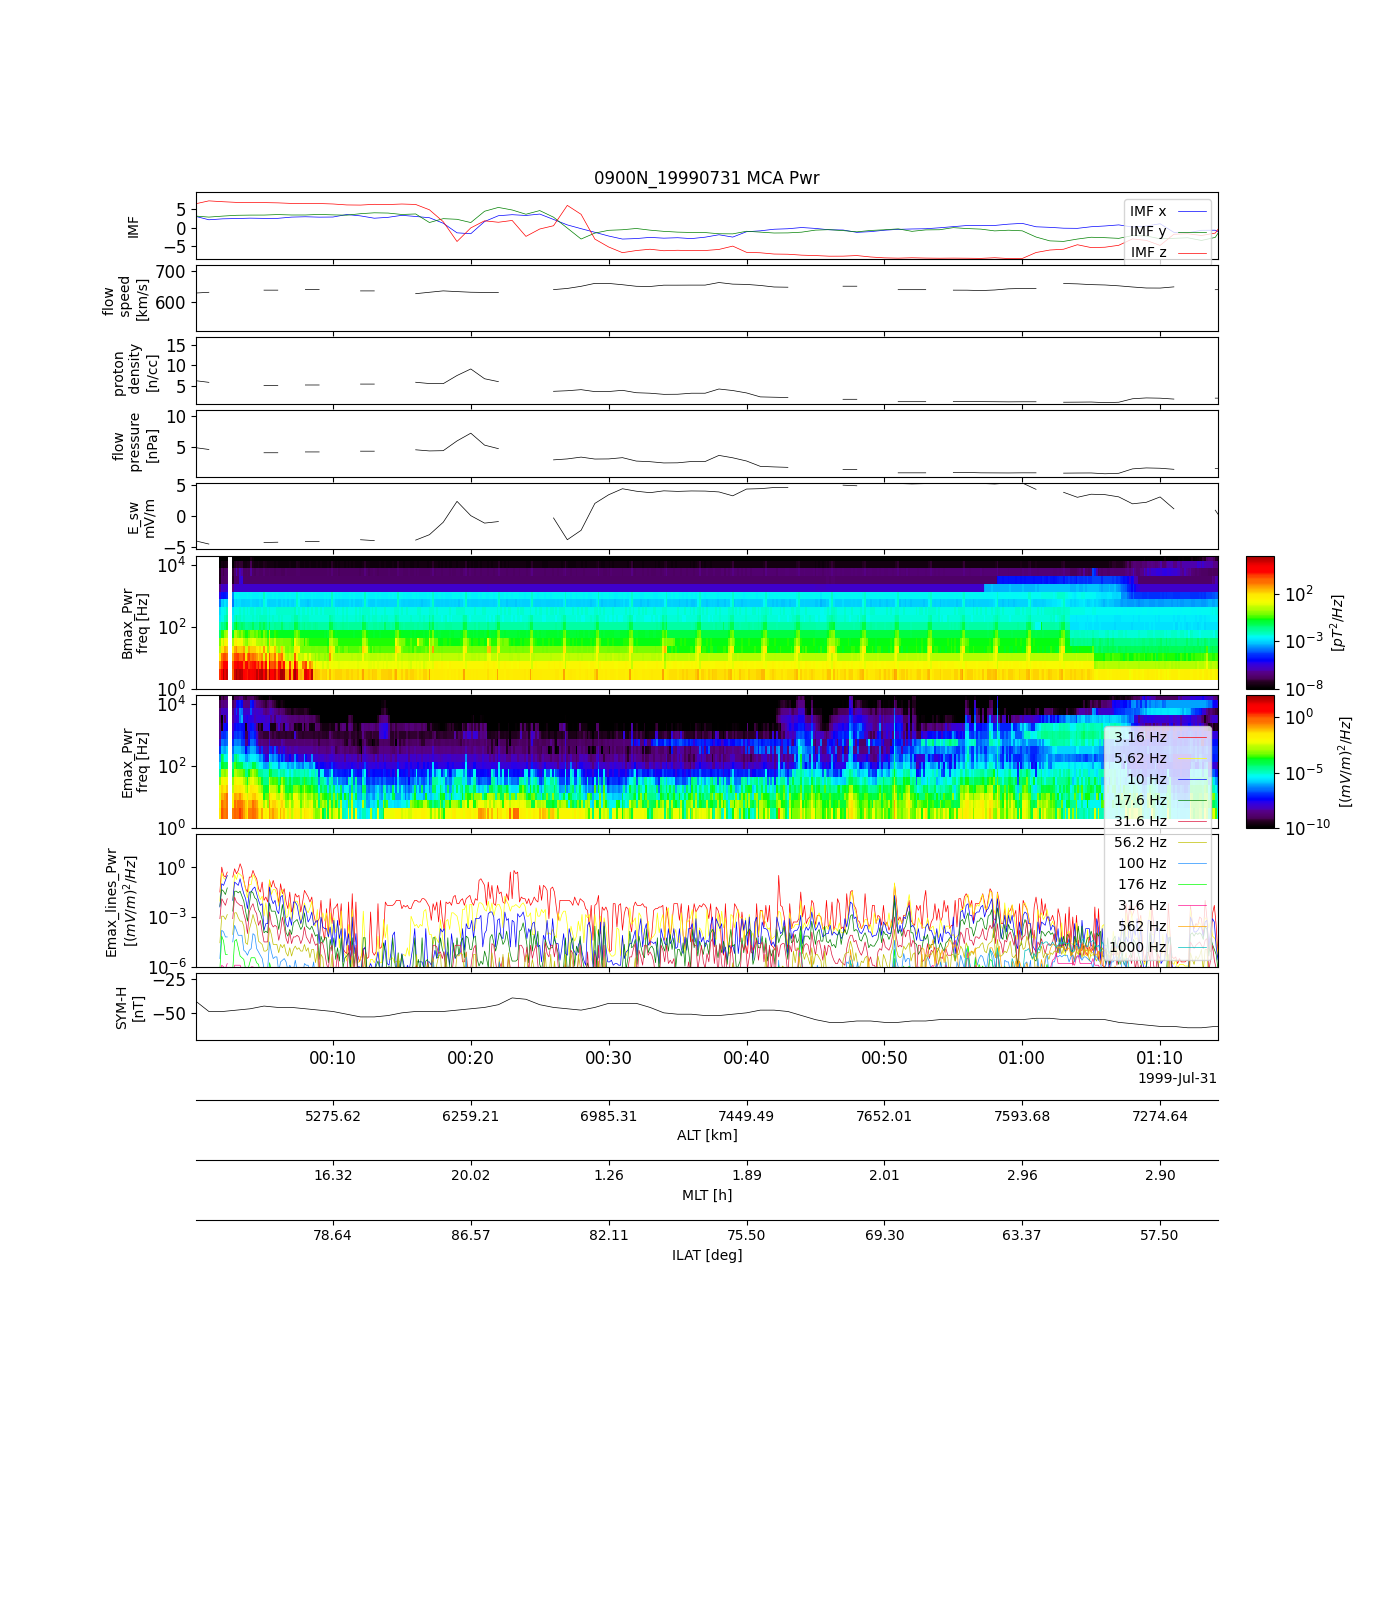 0900N_19990731 MCA Pwr
IMF
5
0
−5
IMF x
IMF y
IMF z
flow
speed
[km/s]
700
600
proton
density
[n/cc]
15
10
5
flow
pressure
[nPa]
10
5
E_sw
mV/m
5
0
−5
Bmax_Pwr
freq [Hz]
10^4
10^2
10^0
10^2
10^−3
10^−8
[pT^2/Hz]
Emax_Pwr
freq [Hz]
10^4
10^2
10^0
10^0
10^−5
10^−10
[(mV/m)^2/Hz]
3.16 Hz
5.62 Hz
10 Hz
17.6 Hz
31.6 Hz
56.2 Hz
100 Hz
176 Hz
316 Hz
562 Hz
1000 Hz
Emax_lines_Pwr
[(mV/m)^2/Hz]
10^0
10^−3
10^−6
SYM-H
[nT]
−25
−50
00:10 00:20 00:30 00:40 00:50 01:00 01:10
1999-Jul-31
5275.62 6259.21 6985.31 7449.49 7652.01 7593.68 7274.64
ALT [km]
16.32 20.02 1.26 1.89 2.01 2.96 2.90
MLT [h]
78.64 86.57 82.11 75.50 69.30 63.37 57.50
ILAT [deg]